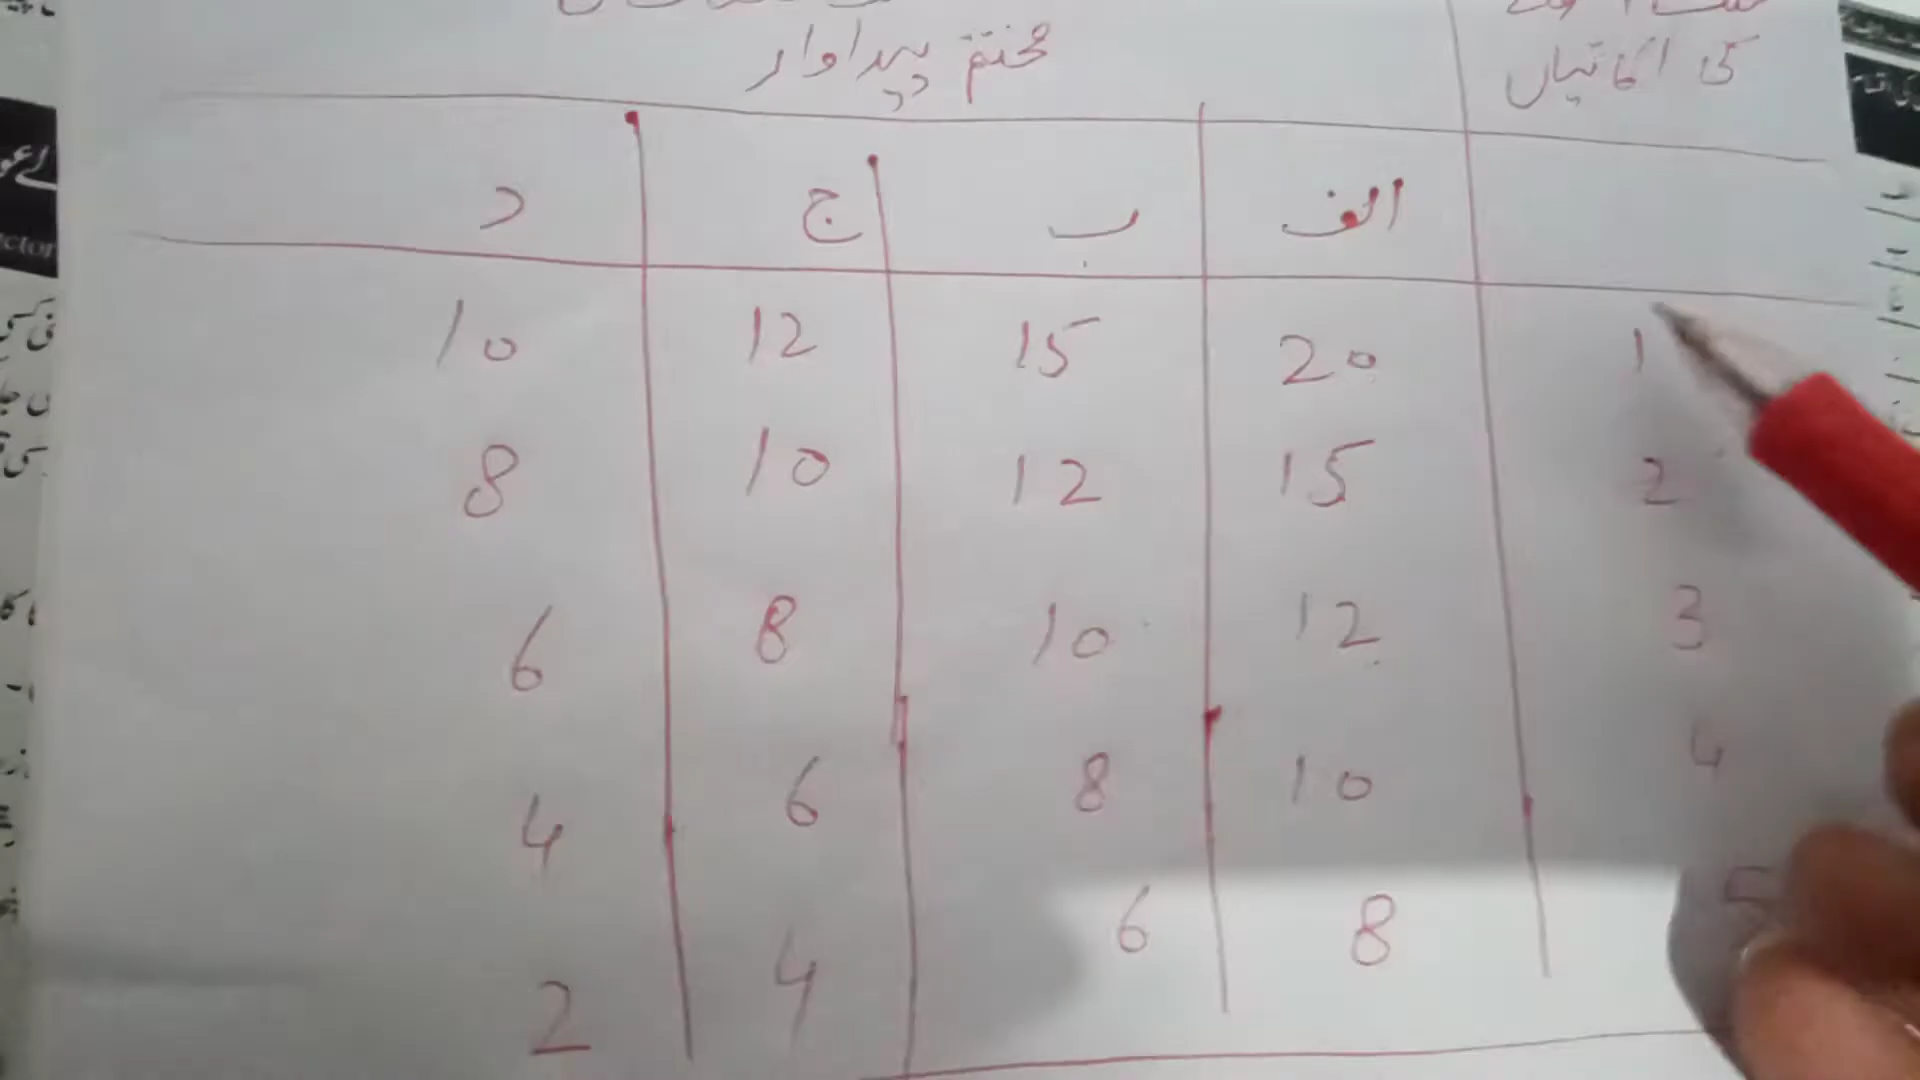 مختتم پیداوار
کی اکائیاں
الف ب ج د
1 20 15 12 10
2 15 12 10 8
3 12 10 8 6
4 10 8 6 4
5 8 6 4 2